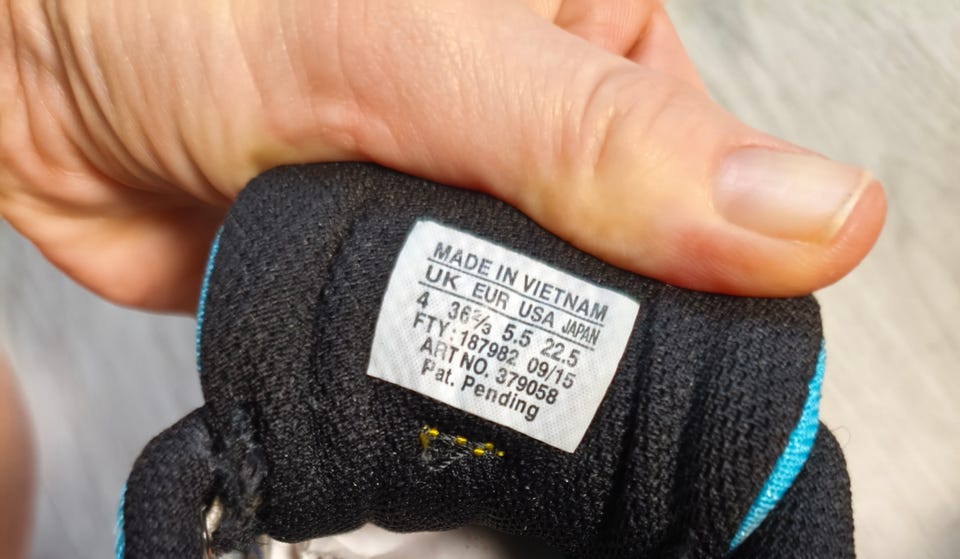 MADE IN VIETNAM
UK EUR USA JAPAN
4 36⅔ 5.5 22.5
FTY:187982 09/15
ART NO. 379058
Pat. Pending